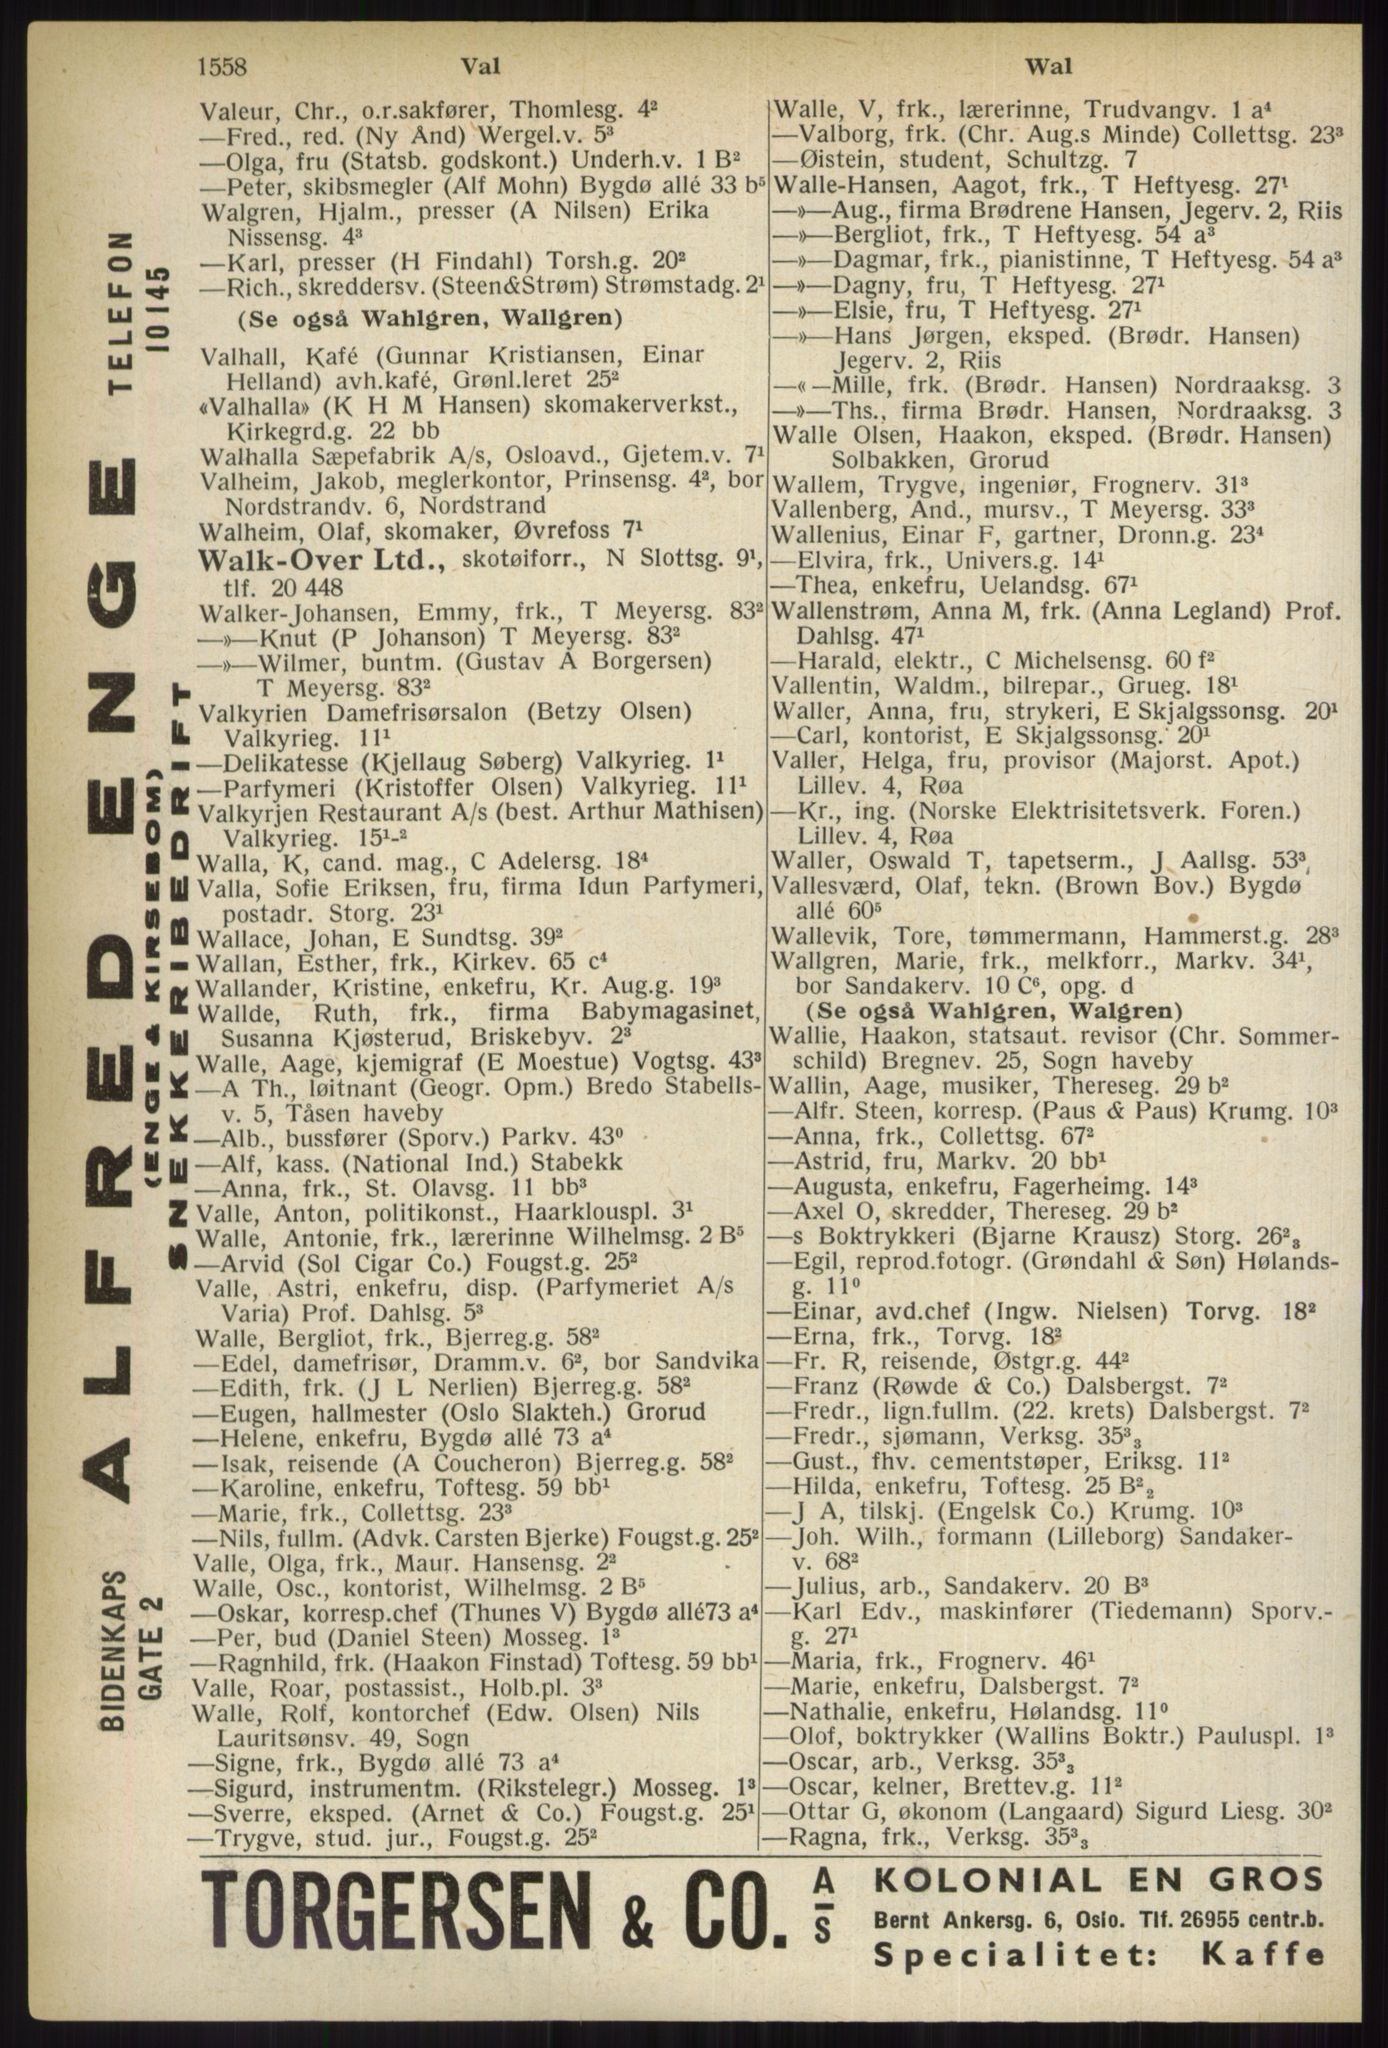 1558
Val
Wal
Valeur, Chr., o.r.sakfører, Thomlesg. 4²
—Fred., red. (Ny Ånd) Wergel.v. 5³
—Olga, fru (Statsb. godskont.) Underh.v. 1 B²
—Peter, skibsmegler (Alf Mohn) Bygdø allé 33 b⁵
Walgren, Hjalm., presser (A Nilsen) Erika
Nissensg. 4³
—Karl, presser (H Findahl) Torsh.g. 20²
—Rich., skreddersv. (Steen&Strøm) Strømstadg. 2¹
(Se også Wahlgren, Wallgren)
Valhall, Kafé (Gunnar Kristiansen, Einar
Helland) avh.kafé, Grønl.leret 25²
«Valhalla» (K H M Hansen) skomakerverkst.,
Kirkegrd.g. 22 bb
Walhalla Sæpefabrik A/s, Osloavd., Gjetem.v. 7¹
Valheim, Jakob, meglerkontor, Prinsensg. 4², bor
Nordstrandv. 6, Nordstrand
Walheim, Olaf, skomaker, Øvrefoss 7¹
Walk-Over Ltd., skotøiforr., N Slottsg. 9¹,
tlf. 20 448
Walker-Johansen, Emmy, frk., T Meyersg. 83²
—»—Knut (P Johanson) T Meyersg. 83²
—»—Wilmer, buntm. (Gustav A Borgersen)
T Meyersg. 83²
Valkyrien Damefrisørsalon (Betzy Olsen)
Valkyrieg. 11¹
—Delikatesse (Kjellaug Søberg) Valkyrieg. 1¹
—Parfymeri (Kristoffer Olsen) Valkyrieg. 11¹
Valkyrjen Restaurant A/s (best. Arthur Mathisen)
Valkyrieg. 15¹-²
Walla, K, cand. mag., C Adelersg. 18⁴
Valla, Sofie Eriksen, fru, firma Idun Parfymeri,
postadr. Storg. 23¹
Wallace, Johan, E Sundtsg. 39²
Wallan, Esther, frk., Kirkev. 65 c⁴
Wallander, Kristine, enkefru, Kr. Aug.g. 19³
Wallde, Ruth, frk., firma Babymagasinet,
Susanna Kjøsterud, Briskebyv. 2³
Walle, Aage, kjemigraf (E Moestue) Vogtsg. 43³
—A Th., løitnant (Geogr. Opm.) Bredo Stabells-
v. 5, Tåsen haveby
—Alb., bussfører (Sporv.) Parkv. 43⁰
—Alf, kass. (National Ind.) Stabekk
—Anna, frk., St. Olavsg. 11 bb³
Valle, Anton, politikonst., Haarklouspl. 3¹
Walle, Antonie, frk., lærerinne Wilhelmsg. 2 B⁵
—Arvid (Sol Cigar Co.) Fougst.g. 25²
Valle, Astri, enkefru, disp. (Parfymeriet A/s
Varia) Prof. Dahlsg. 5³
Walle, Bergliot, frk., Bjerreg.g. 58²
—Edel, damefrisør, Dramm.v. 6², bor Sandvika
—Edith, frk. (J L Nerlien) Bjerreg.g. 58²
—Eugen, hallmester (Oslo Slakteh.) Grorud
—Helene, enkefru, Bygdø allé 73 a⁴
—Isak, reisende (A Coucheron) Bjerreg.g. 58²
—Karoline, enkefru, Toftesg. 59 bb¹
—Marie, frk., Collettsg. 23³
—Nils, fullm. (Advk. Carsten Bjerke) Fougst.g. 25²
Valle, Olga, frk., Maur. Hansensg. 2²
Walle, Osc., kontorist, Wilhelmsg. 2 B⁵
—Oskar, korresp.chef (Thunes V) Bygdø allé73 a⁴
—Per, bud (Daniel Steen) Mosseg. 1³
—Ragnhild, frk. (Haakon Finstad) Toftesg. 59 bb¹
Valle, Roar, postassist., Holb.pl. 3³
Walle, Rolf, kontorchef (Edw. Olsen) Nils
Lauritsønsv. 49, Sogn
—Signe, frk., Bygdø allé 73 a⁴
—Sigurd, instrumentm. (Rikstelegr.) Mosseg. 1³
—Sverre, eksped. (Arnet & Co.) Fougst.g. 25¹
—Trygve, stud. jur., Fougst.g. 25²
Walle, V, frk., lærerinne, Trudvangv. 1 a⁴
—Valborg, frk. (Chr. Aug.s Minde) Collettsg. 23³
—Øistein, student, Schultzg. 7
Walle-Hansen, Aagot, frk., T Heftyesg. 27¹
—»—Aug., firma Brødrene Hansen, Jegerv. 2, Riis
—»—Bergliot, frk., T Heftyesg. 54 a³
—»—Dagmar, frk., pianistinne, T Heftyesg. 54 a³
—»—Dagny, fru, T Heftyesg. 27¹
—»—Elsie, fru, T Heftyesg. 27¹
—»—Hans Jørgen, eksped. (Brødr. Hansen)
Jegerv. 2, Riis
—«—Mille, frk. (Brødr. Hansen) Nordraaksg. 3
—»—Ths., firma Brødr. Hansen, Nordraaksg. 3
Walle Olsen, Haakon, eksped. (Brødr. Hansen)
Solbakken, Grorud
Wallem, Trygve, ingeniør, Frognerv. 31³
Vallenberg, And., mursv., T Meyersg. 33³
Wallenius, Einar F, gartner, Dronn.g. 23⁴
—Elvira, frk., Univers.g. 14¹
—Thea, enkefru, Uelandsg. 67¹
Wallenstrøm, Anna M, frk. (Anna Legland) Prof.
Dahlsg. 47¹
—Harald, elektr., C Michelsensg. 60 f²
Vallentin, Waldm., bilrepar., Grueg. 18¹
Waller, Anna, fru, strykeri, E Skjalgssonsg. 20¹
—Carl, kontorist, E Skjalgssonsg. 20¹
Valler, Helga, fru, provisor (Majorst. Apot.)
Lillev. 4, Røa
—Kr., ing. (Norske Elektrisitetsverk. Foren.)
Lillev. 4, Røa
Waller, Oswald T, tapetserm., J Aallsg. 53³
Vallesværd, Olaf, tekn. (Brown Bov.) Bygdø
allé 60⁵
Wallevik, Tore, tømmermann, Hammerst.g. 28³
Wallgren, Marie, frk., melkforr., Markv. 34¹,
bor Sandakerv. 10 C⁶, opg. d
(Se også Wahlgren, Walgren)
Wallie, Haakon, statsaut. revisor (Chr. Sommer-
schild) Bregnev. 25, Sogn haveby
Wallin, Aage, musiker, Thereseg. 29 b²
—Alfr. Steen, korresp. (Paus & Paus) Krumg. 10³
—Anna, frk., Collettsg. 67²
—Astrid, fru, Markv. 20 bb¹
—Augusta, enkefru, Fagerheimg. 14³
—Axel O, skredder, Thereseg. 29 b²
—s Boktrykkeri (Bjarne Krausz) Storg. 26²₃
—Egil, reprod.fotogr. (Grøndahl & Søn) Hølands-
g. 11⁰
—Einar, avd.chef (Ingw. Nielsen) Torvg. 18²
—Erna, frk., Torvg. 18²
—Fr. R, reisende, Østgr.g. 44²
—Franz (Røwde & Co.) Dalsbergst. 7²
—Fredr., lign.fullm. (22. krets) Dalsbergst. 7²
—Fredr., sjømann, Verksg. 35³₃
—Gust., fhv. cementstøper, Eriksg. 11²
—Hilda, enkefru, Toftesg. 25 B²₂
—J A, tilskj. (Engelsk Co.) Krumg. 10³
—Joh. Wilh., formann (Lilleborg) Sandaker-
v. 68²
—Julius, arb., Sandakerv. 20 B³
—Karl Edv., maskinfører (Tiedemann) Sporv.-
g. 27¹
—Maria, frk., Frognerv. 46¹
—Marie, enkefru, Dalsbergst. 7²
—Nathalie, enkefru, Hølandsg. 11⁰
—Olof, boktrykker (Wallins Boktr.) Pauluspl. 1³
—Oscar, arb., Verksg. 35³₃
—Oscar, kelner, Brettev.g. 11²
—Ottar G, økonom (Langaard) Sigurd Liesg. 30²
—Ragna, frk., Verksg. 35³₃
BIDENKAPS
GATE 2
ALFRED ENGE
(ENGE & KIRSEBOM)
SNEKKERIBEDRIFT
TELEFON
10145
TORGERSEN & CO. A/S
KOLONIAL EN GROS
Bernt Ankersg. 6, Oslo. Tlf. 26955 centr.b.
Specialitet: Kaffe